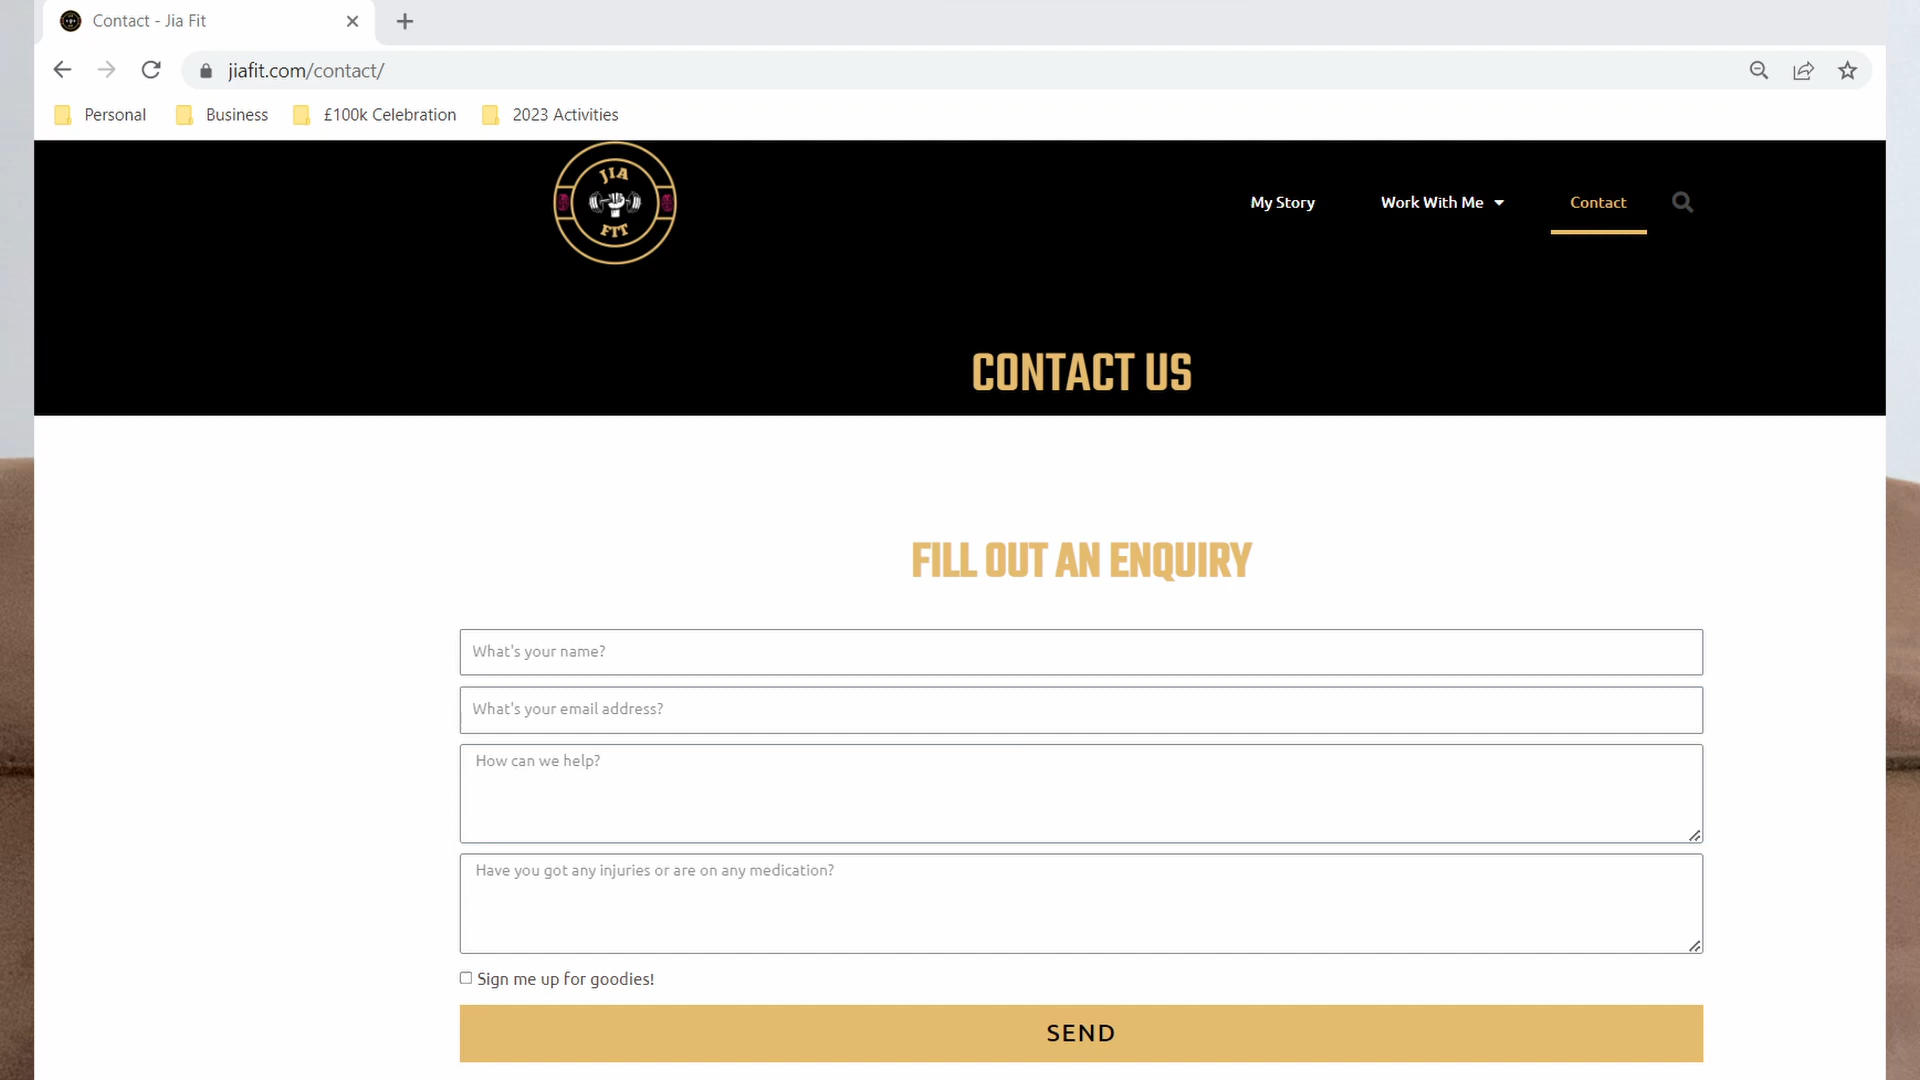 Contact - Jia Fit
jiafit.com/contact/
Personal
Business
£100k Celebration
2023 Activities
JIA
FIT
My Story
Work With Me
Contact
CONTACT US
FILL OUT AN ENQUIRY
What's your name?
What's your email address?
How can we help?
Have you got any injuries or are on any medication?
Sign me up for goodies!
SEND